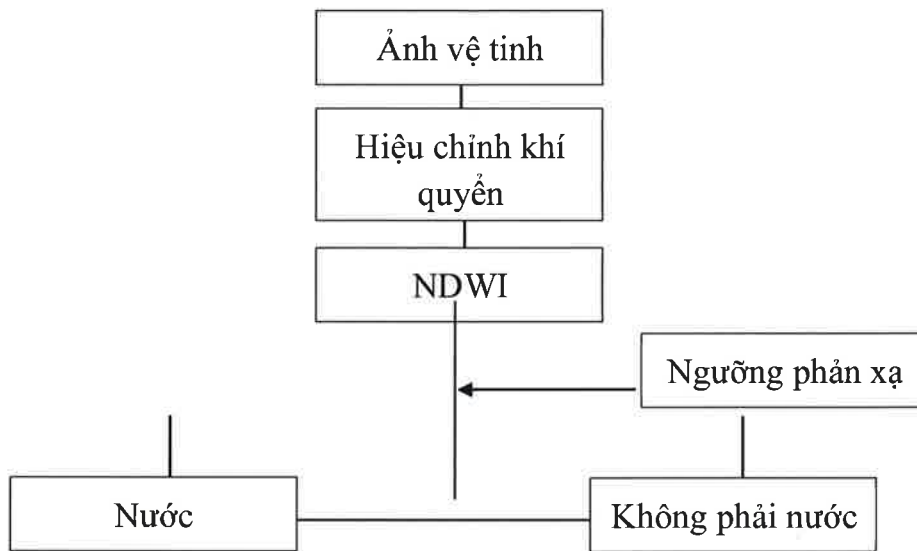 Ảnh vệ tinh
Hiệu chỉnh khí
quyển
NDWI
Ngưỡng phản xạ
Nước
Không phải nước